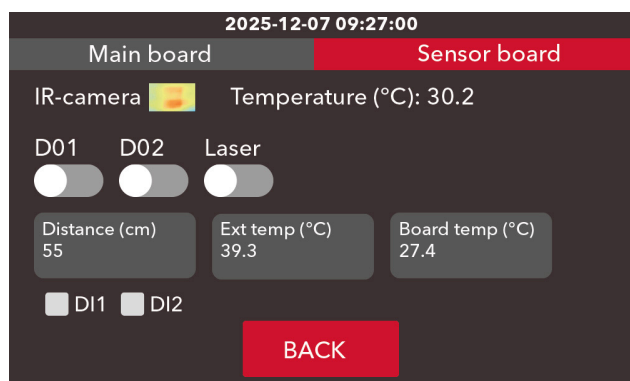 2025-12-07 09:27:00
Main board Sensor board
IR-camera Temperature (°C): 30.2
D01 D02 Laser
Distance (cm) Ext temp (°C) Board temp (°C)
55 39.3 27.4
DI1 DI2
BACK